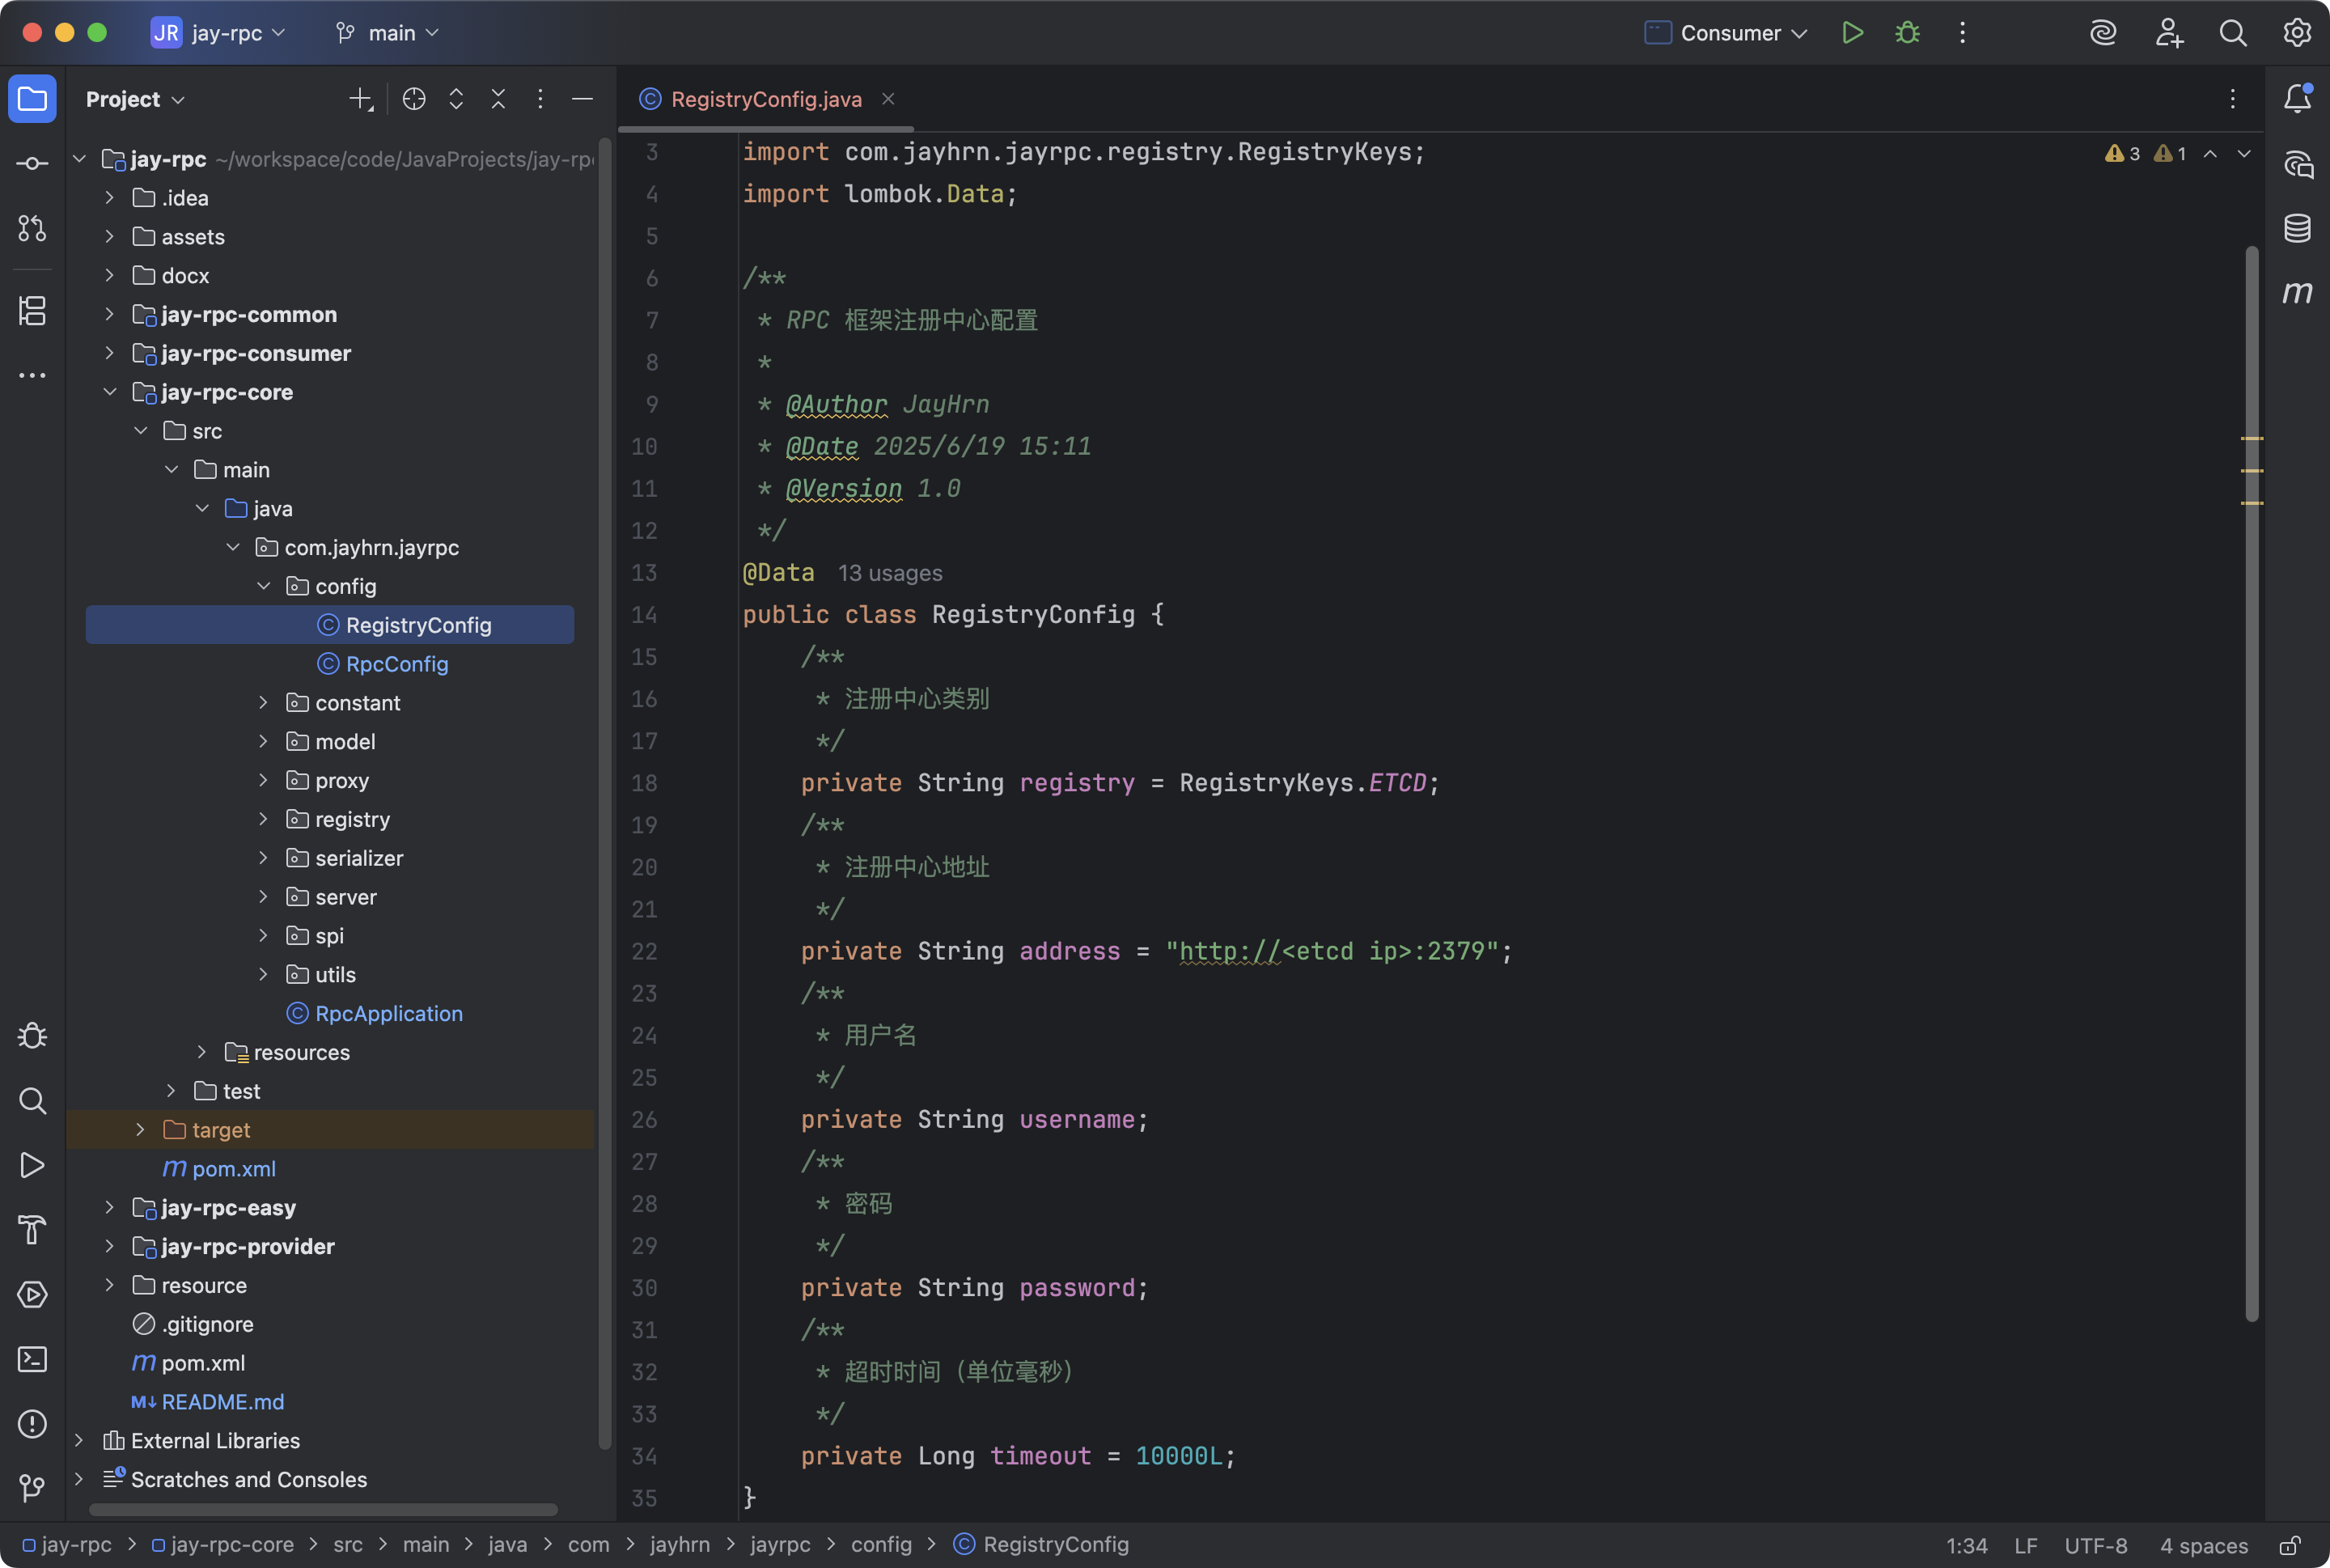 JR jay-rpc
main
Consumer
Project
RegistryConfig.java
jay-rpc ~/workspace/code/JavaProjects/jay-rp
.idea
assets
docx
jay-rpc-common
jay-rpc-consumer
jay-rpc-core
src
main
java
com.jayhrn.jayrpc
config
RegistryConfig
RpcConfig
constant
model
proxy
registry
serializer
server
spi
utils
RpcApplication
resources
test
target
m pom.xml
jay-rpc-easy
jay-rpc-provider
resource
.gitignore
m pom.xml
M↓ README.md
External Libraries
Scratches and Consoles
3 import com.jayhrn.jayrpc.registry.RegistryKeys;
3 1
4 import lombok.Data;
5
6 /**
7  * RPC 框架注册中心配置
8  *
9  * @Author JayHrn
10  * @Date 2025/6/19 15:11
11  * @Version 1.0
12  */
13 @Data 13 usages
14 public class RegistryConfig {
15     /**
16      * 注册中心类别
17      */
18     private String registry = RegistryKeys.ETCD;
19     /**
20      * 注册中心地址
21      */
22     private String address = "http://<etcd ip>:2379";
23     /**
24      * 用户名
25      */
26     private String username;
27     /**
28      * 密码
29      */
30     private String password;
31     /**
32      * 超时时间（单位毫秒）
33      */
34     private Long timeout = 10000L;
35 }
m
jay-rpc > jay-rpc-core > src > main > java > com > jayhrn > jayrpc > config > RegistryConfig
1:34 LF UTF-8 4 spaces